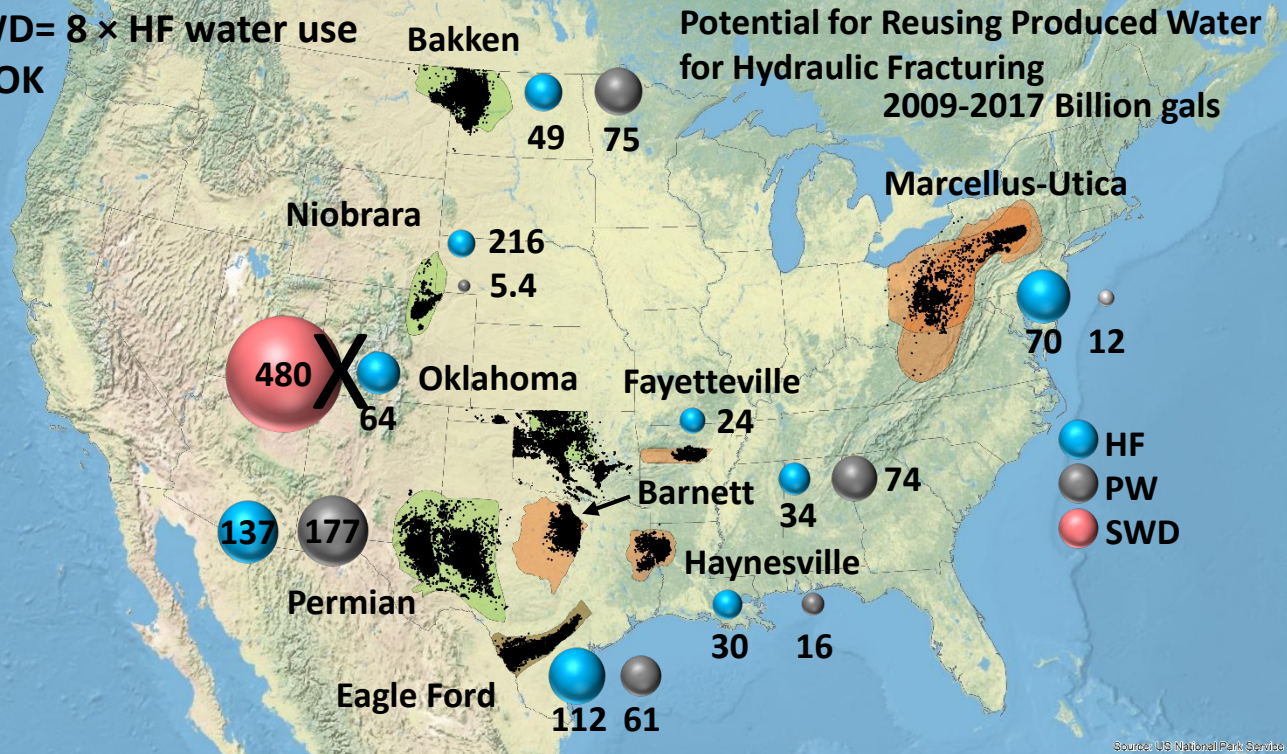 WD= 8 × HF water use
OK
Potential for Reusing Produced Water
for Hydraulic Fracturing
2009-2017 Billion gals
Bakken
49
75
Marcellus-Utica
70
12
Niobrara
216
5.4
480
X
64
Oklahoma
Fayetteville
24
Barnett
34
74
HF
PW
SWD
137
177
Permian
Haynesville
30
16
Eagle Ford
112
61
Source: US National Park Service